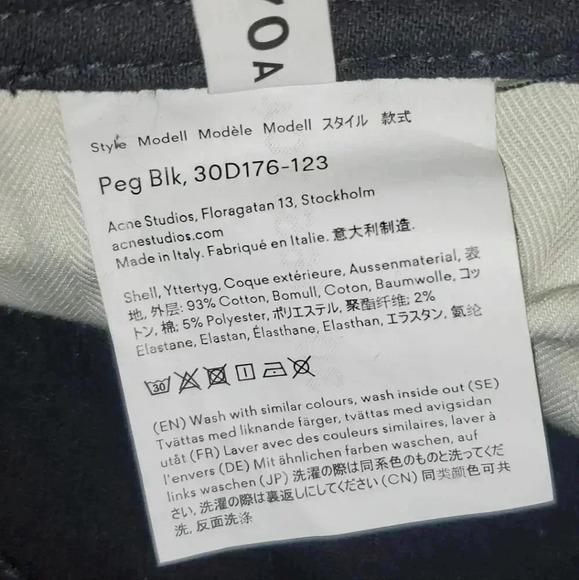 YOA
Style Modell Modèle Modell スタイル 款式
Peg Blk, 30D176-123
Acne Studios, Floragatan 13, Stockholm
acnestudios.com
Made in Italy. Fabriqué en Italie. 意大利制造.
Shell, Yttertyg, Coque extérieure, Aussenmaterial, 表
地, 外层: 93% Cotton, Bomull, Coton, Baumwolle, コッ
トン, 棉; 5% Polyester, ポリエステル, 聚酯纤维; 2%
Elastane, Elastan, Élasthane, Elasthan, エラスタン, 氨纶
30
(EN) Wash with similar colours, wash inside out (SE)
Tvättas med liknande färger, tvättas med avigsidan
utåt (FR) Laver avec des couleurs similaires, laver à
l'envers (DE) Mit ähnlichen farben waschen, auf
links waschen (JP) 洗濯の際は同系色のものと洗ってくだ
さい, 洗濯の際は裏返しにしてください (CN) 同类颜色可共
洗, 反面洗涤